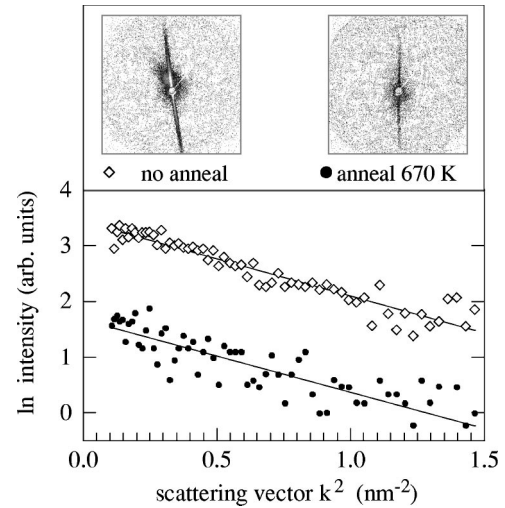 ◇ no anneal
● anneal 670 K
ln intensity (arb. units)
4
3
2
1
0
0.0 0.5 1.0 1.5
scattering vector k² (nm⁻²)